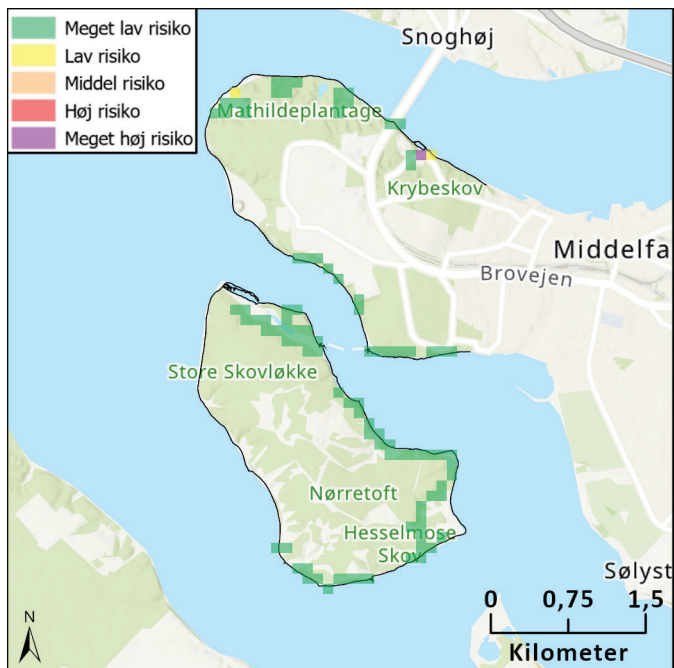 Meget lav risiko
Lav risiko
Middel risiko
Høj risiko
Meget høj risiko
Snoghøj
Mathildeplantage
Krybeskov
Middelfa
Brovejen
Store Skovløkke
Nørretoft
Hesselmose
Skov
Sølyst
0 0,75 1,5
Kilometer
N